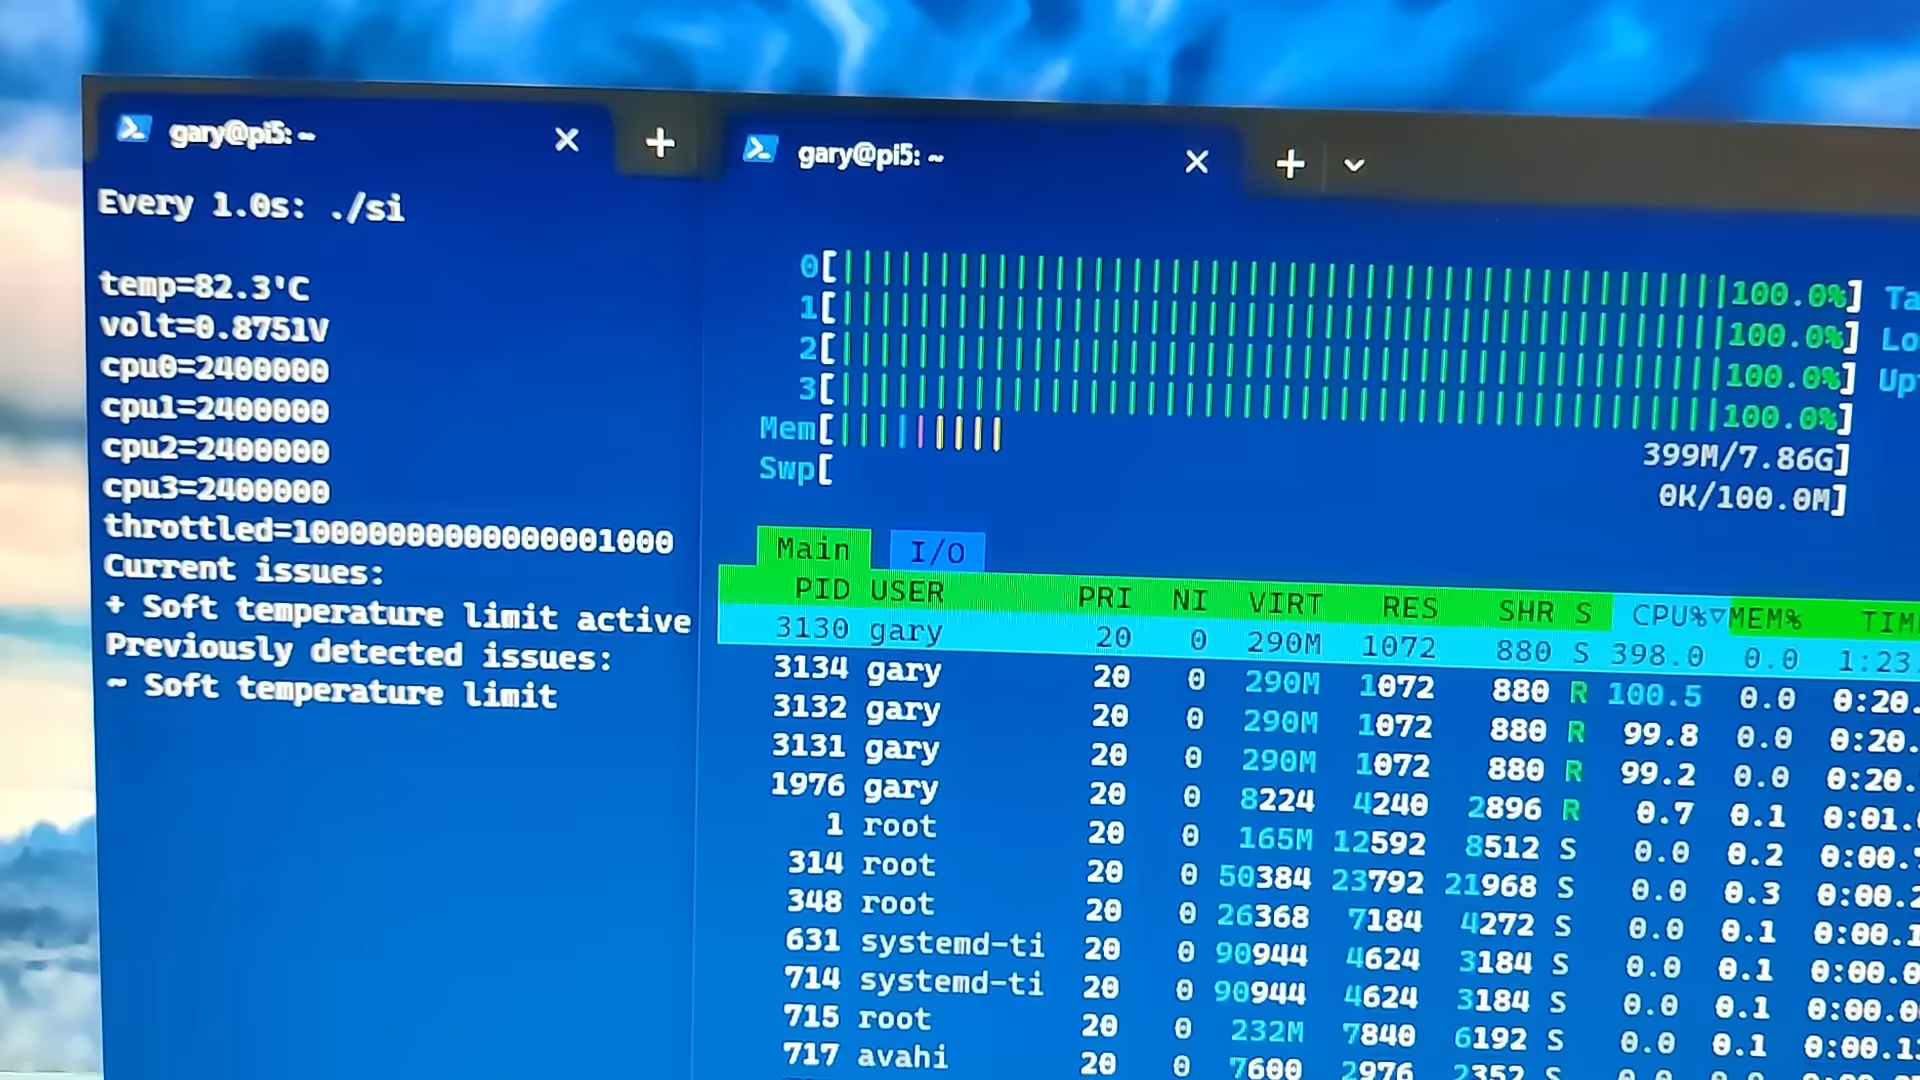 gary@pi5: ~
Every 1.0s: ./si
temp=82.3'C
volt=0.8751V
cpu0=2400000
cpu1=2400000
cpu2=2400000
cpu3=2400000
throttled=10000000000000001000
Current issues:
+ Soft temperature limit active
Previously detected issues:
~ Soft temperature limit
gary@pi5: ~
0[100.0%] Ta
1[100.0%] Lo
2[100.0%] Up
3[100.0%]
Mem[399M/7.86G]
Swp[0K/100.0M]
Main I/O
PID USER PRI NI VIRT RES SHR S CPU%▽MEM% TIM
3130 gary 20 0 290M 1072 880 S 398.0 0.0 1:23.
3134 gary 20 0 290M 1072 880 R 100.5 0.0 0:20.
3132 gary 20 0 290M 1072 880 R 99.8 0.0 0:20.
3131 gary 20 0 290M 1072 880 R 99.2 0.0 0:20.
1976 gary 20 0 8224 4240 2896 R 0.7 0.1 0:01.
1 root 20 0 165M 12592 8512 S 0.0 0.2 0:00.
314 root 20 0 50384 23792 21968 S 0.0 0.3 0:00.2
348 root 20 0 26368 7184 4272 S 0.0 0.1 0:00.1
631 systemd-ti 20 0 90944 4624 3184 S 0.0 0.1 0:00.0
714 systemd-ti 20 0 90944 4624 3184 S 0.0 0.1 0:00.0
715 root 20 0 232M 7840 6192 S 0.0 0.1 0:00.1
717 avahi 20 0 7600 2976 2352 S